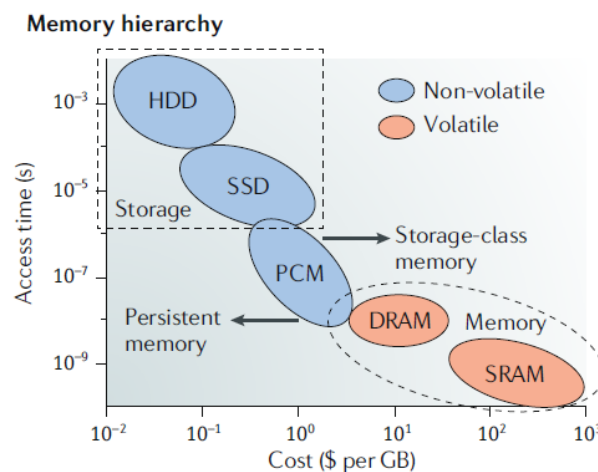 Memory hierarchy
Non-volatile
Volatile
HDD
SSD
Storage
Storage-class
memory
PCM
Persistent
memory
DRAM
Memory
SRAM
Access time (s)
10⁻³
10⁻⁵
10⁻⁷
10⁻⁹
10⁻²
10⁻¹
10⁰
10¹
10²
10³
Cost ($ per GB)